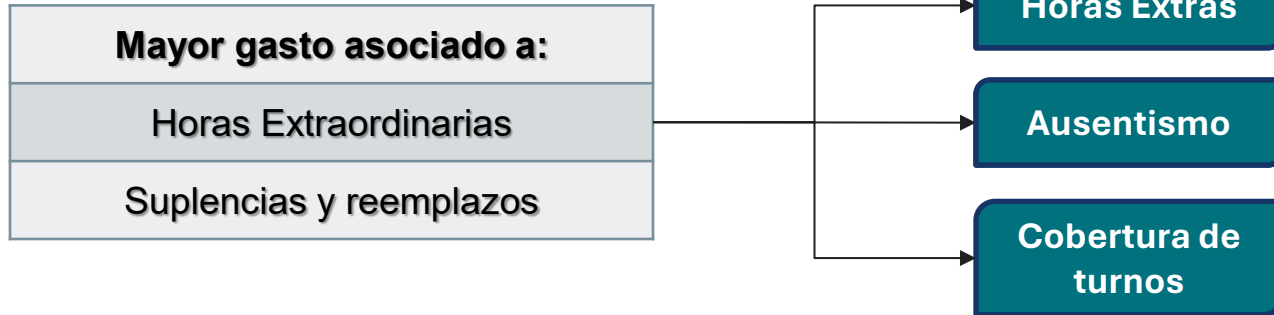 Mayor gasto asociado a:
Horas Extraordinarias
Suplencias y reemplazos
Horas Extras
Ausentismo
Cobertura de
turnos